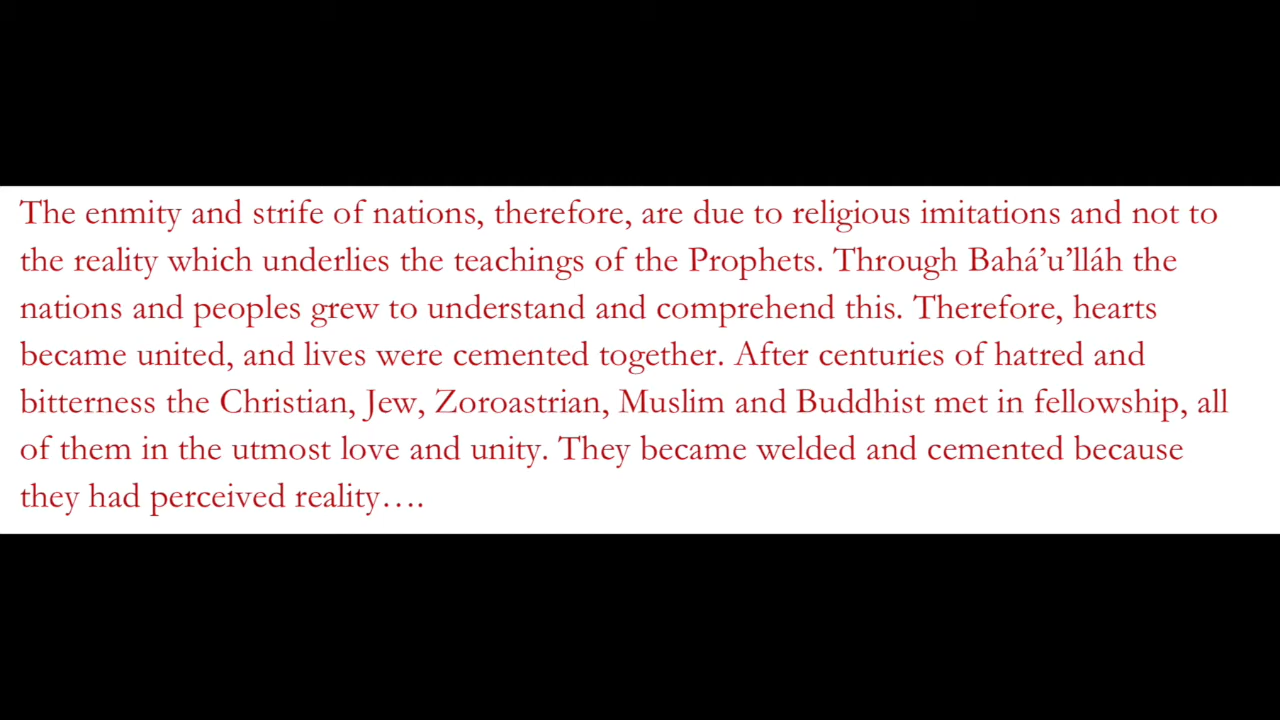 The enmity and strife of nations, therefore, are due to religious imitations and not to
the reality which underlies the teachings of the Prophets. Through Bahá’u’lláh the
nations and peoples grew to understand and comprehend this. Therefore, hearts
became united, and lives were cemented together. After centuries of hatred and
bitterness the Christian, Jew, Zoroastrian, Muslim and Buddhist met in fellowship, all
of them in the utmost love and unity. They became welded and cemented because
they had perceived reality….